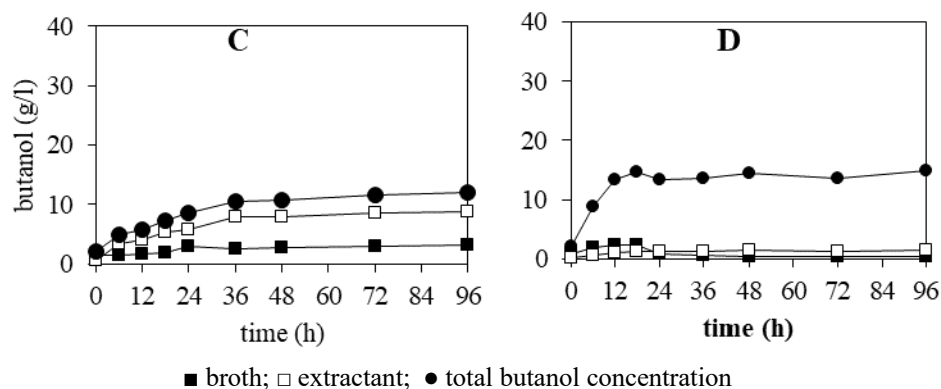 C
butanol (g/l)
40
30
20
10
0
0 12 24 36 48 60 72 84 96
time (h)
D
40
30
20
10
0
0 12 24 36 48 60 72 84 96
time (h)
■ broth; □ extractant; ● total butanol concentration